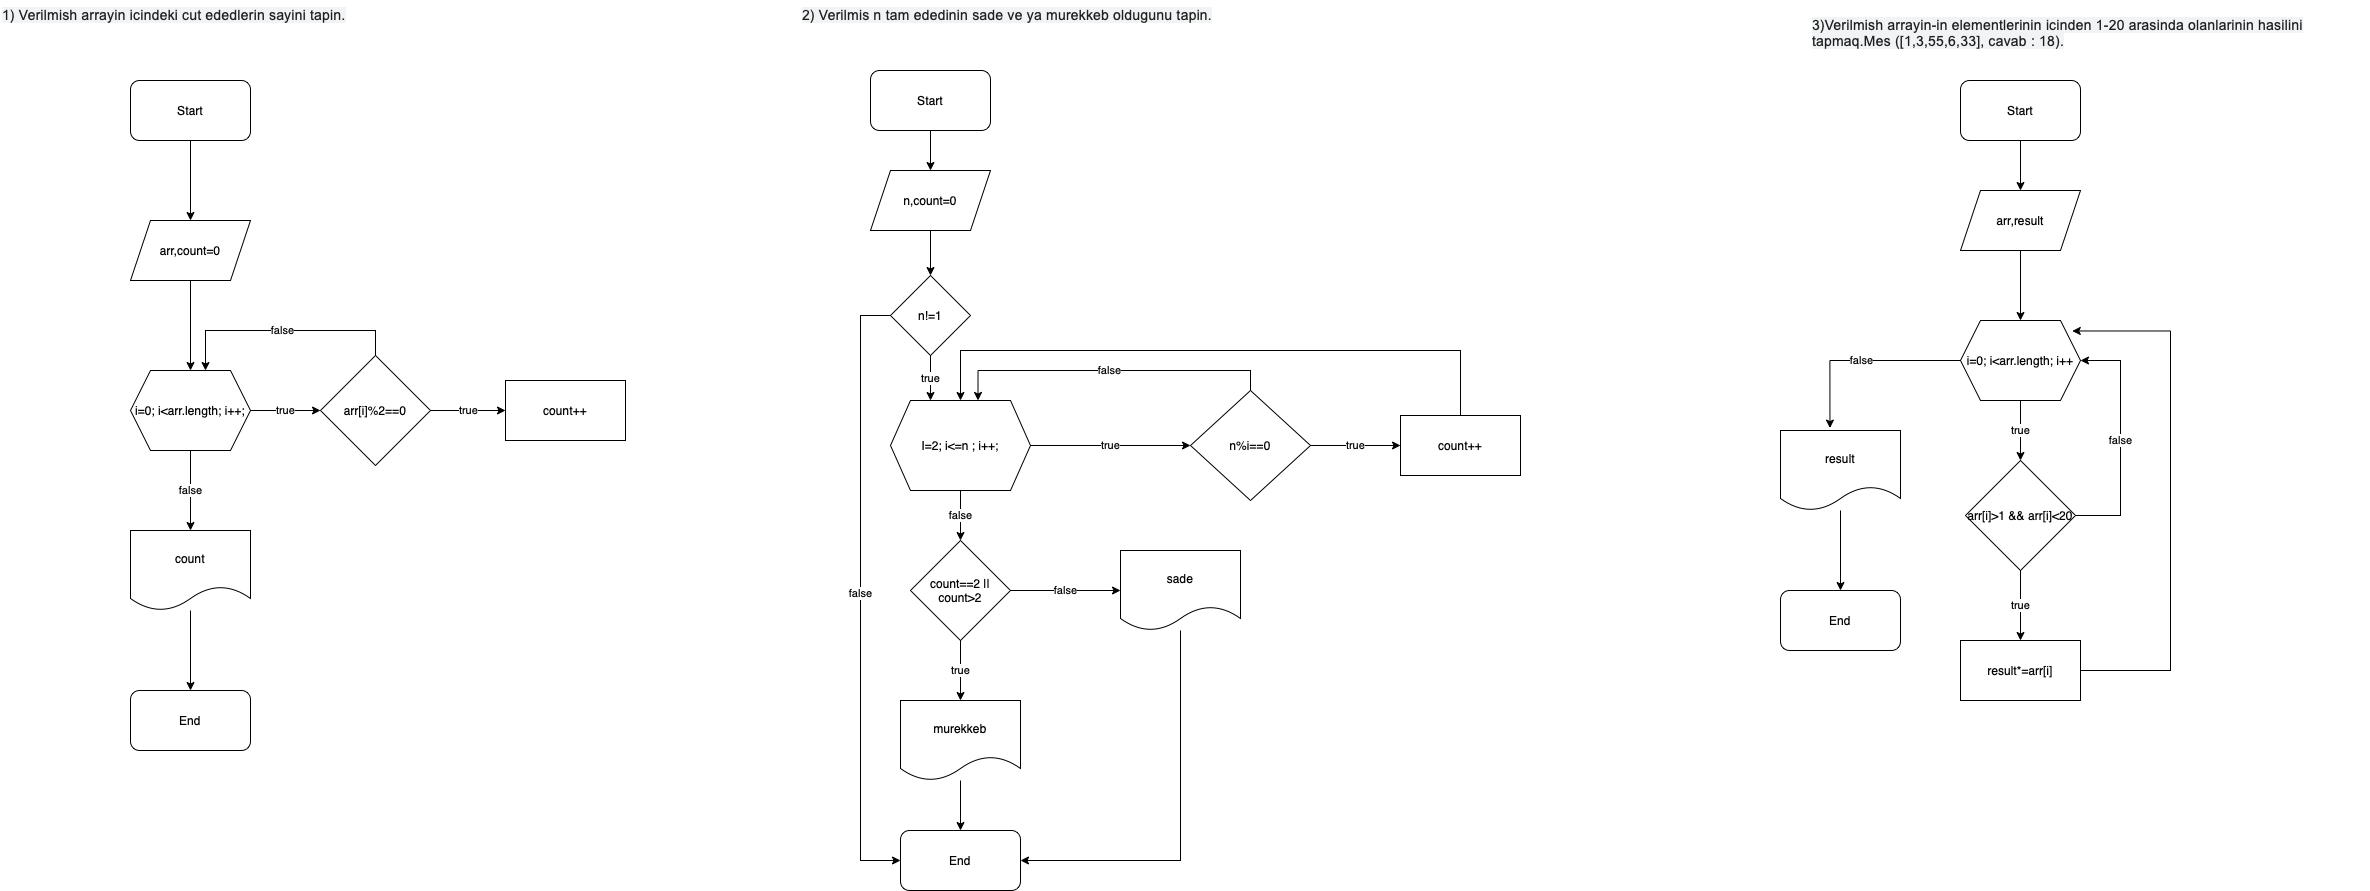 1) Verilmish arrayin icindeki cut ededlerin sayini tapin.
Start
arr,count=0
false
i=0; i<arr.length; i++;
true
arr[i]%2==0
true
count++
false
count
End
2) Verilmis n tam ededinin sade ve ya murekkeb oldugunu tapin.
Start
n,count=0
n!=1
true
false
I=2; i<=n ; i++;
true
n%i==0
true
count++
false
count==2 ||
count>2
false
sade
false
true
murekkeb
End
3)Verilmish arrayin-in elementlerinin icinden 1-20 arasinda olanlarinin hasilini
tapmaq.Mes ([1,3,55,6,33], cavab : 18).
Start
arr,result
i=0; i<arr.length; i++
false
true
false
result
arr[i]>1 && arr[i]<20
true
End
result*=arr[i]